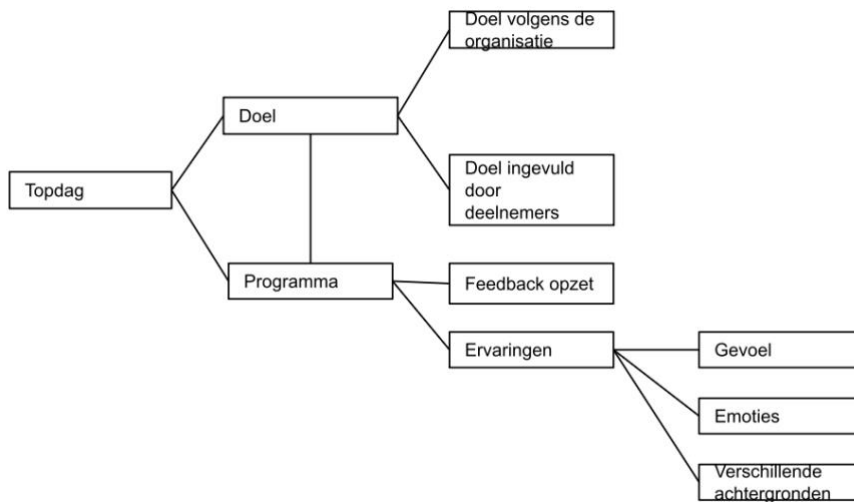 Doel volgens de
organisatie
Doel
Doel ingevuld
door
deelnemers
Topdag
Programma
Feedback opzet
Ervaringen
Gevoel
Emoties
Verschillende
achtergronden